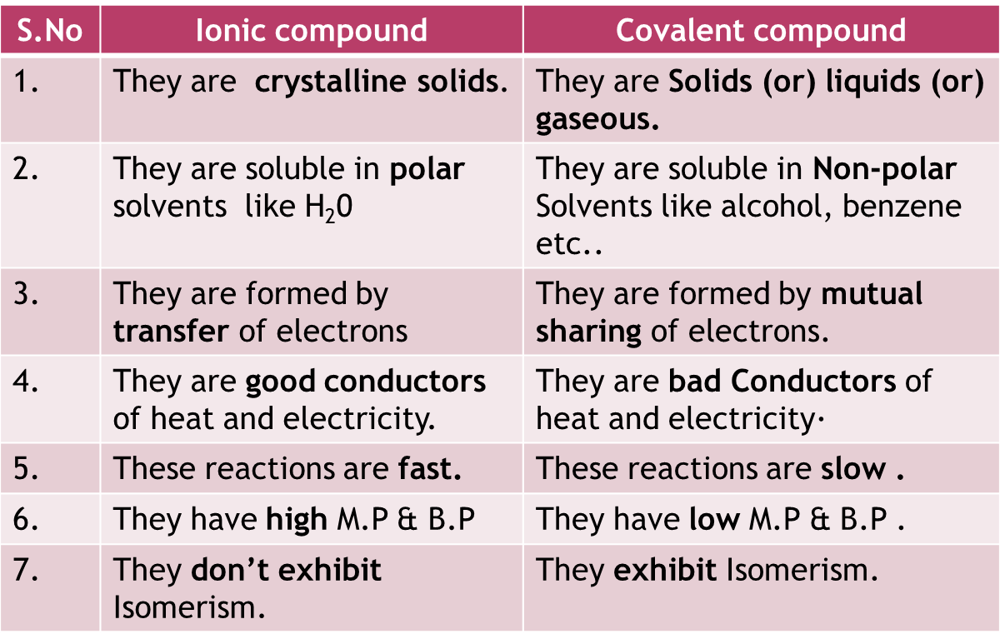 S.No Ionic compound Covalent compound
1. They are  crystalline solids. They are Solids (or) liquids (or)
gaseous.
2. They are soluble in polar They are soluble in Non-polar
solvents  like H₂0 Solvents like alcohol, benzene
etc..
3. They are formed by They are formed by mutual
transfer of electrons sharing of electrons.
4. They are good conductors They are bad Conductors of
of heat and electricity. heat and electricity·
5. These reactions are fast. These reactions are slow .
6. They have high M.P & B.P They have low M.P & B.P .
7. They don’t exhibit They exhibit Isomerism.
Isomerism.